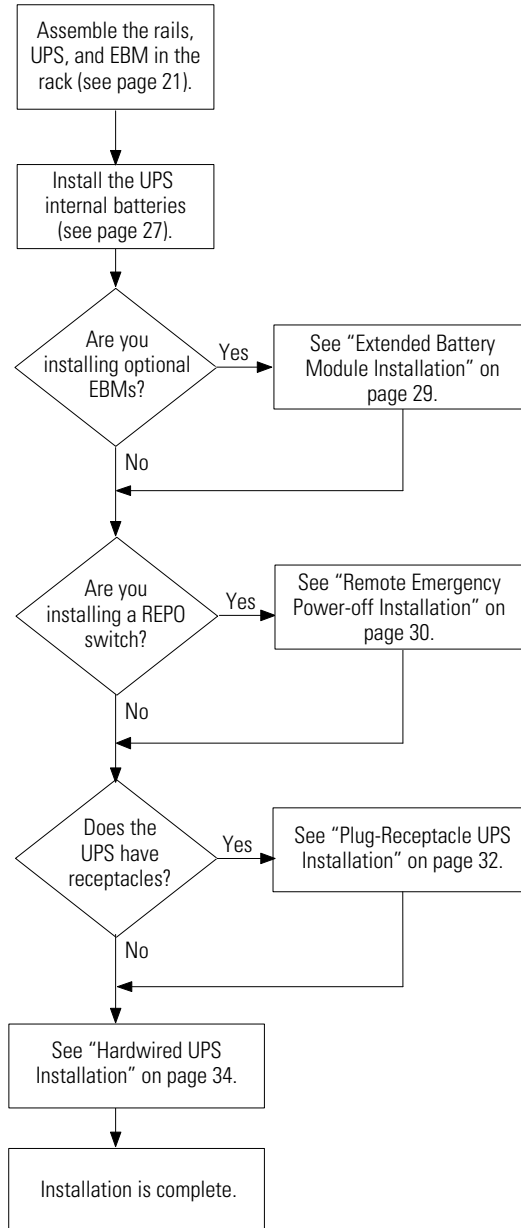 Assemble the rails,
UPS, and EBM in the
rack (see page 21).
Install the UPS
internal batteries
(see page 27).
Are you
installing optional
EBMs?
Yes
See “Extended Battery
Module Installation” on
page 29.
No
Are you
installing a REPO
switch?
Yes
See “Remote Emergency
Power-off Installation” on
page 30.
No
Does the
UPS have
receptacles?
Yes
See “Plug-Receptacle UPS
Installation” on page 32.
No
See “Hardwired UPS
Installation” on page 34.
Installation is complete.